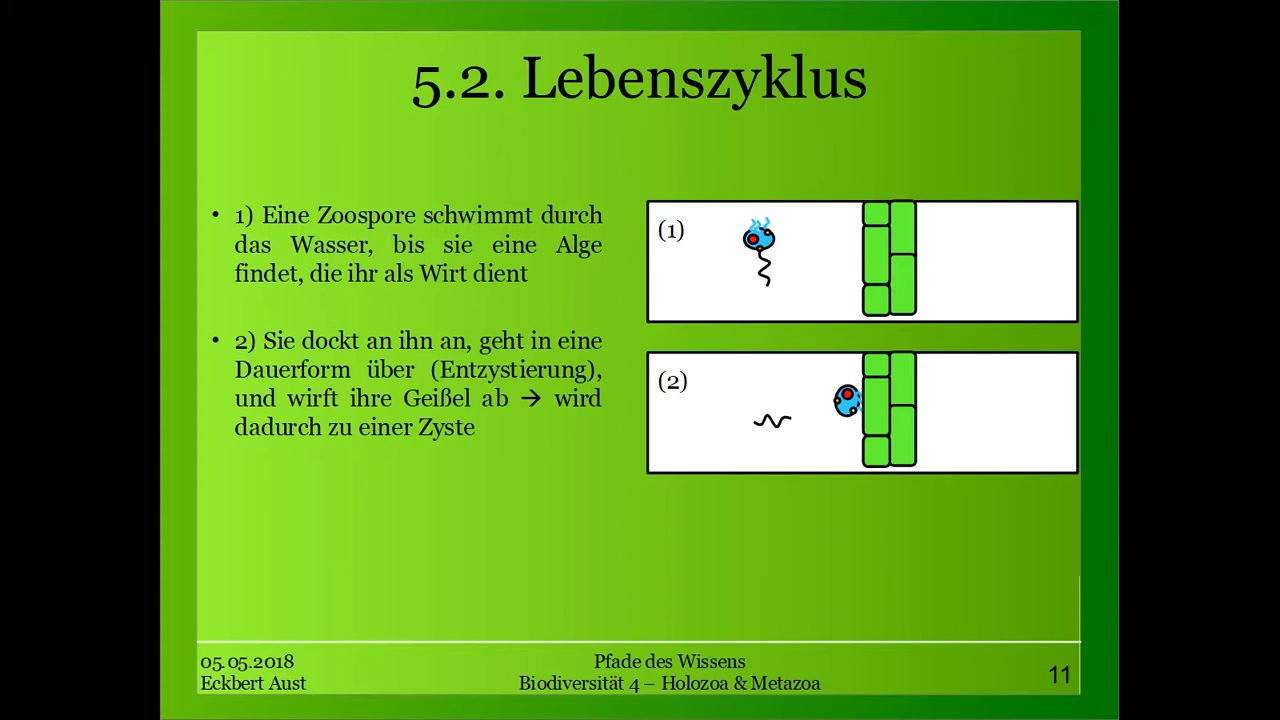 5.2. Lebenszyklus
• 1) Eine Zoospore schwimmt durch
das Wasser, bis sie eine Alge
findet, die ihr als Wirt dient
• 2) Sie dockt an ihn an, geht in eine
Dauerform über (Entzystierung),
und wirft ihre Geißel ab → wird
dadurch zu einer Zyste
(1)
(2)
05.05.2018
Eckbert Aust
Pfade des Wissens
Biodiversität 4 – Holozoa & Metazoa
11